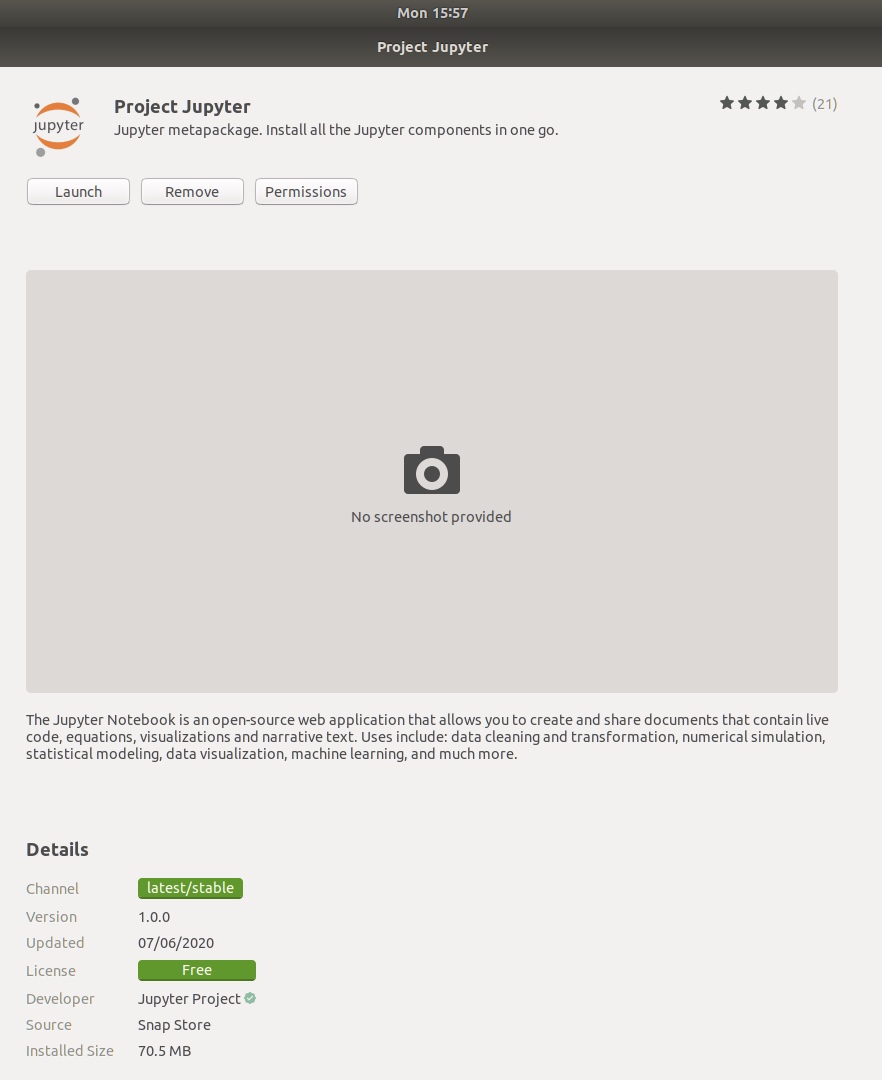 Mon 15:57
Project Jupyter
jupyter
Project Jupyter
Jupyter metapackage. Install all the Jupyter components in one go.
(21)
Launch Remove Permissions
No screenshot provided
The Jupyter Notebook is an open-source web application that allows you to create and share documents that contain live
code, equations, visualizations and narrative text. Uses include: data cleaning and transformation, numerical simulation,
statistical modeling, data visualization, machine learning, and much more.
Details
Channel latest/stable
Version 1.0.0
Updated 07/06/2020
License Free
Developer Jupyter Project
Source Snap Store
Installed Size 70.5 MB